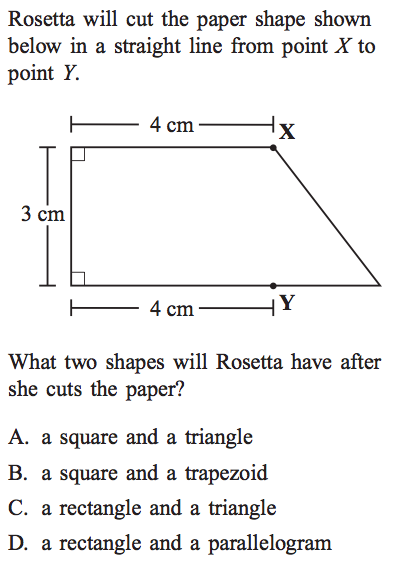 Rosetta will cut the paper shape shown
below in a straight line from point X to
point Y.
4 cm
X
3 cm
4 cm
Y
What two shapes will Rosetta have after
she cuts the paper?
A. a square and a triangle
B. a square and a trapezoid
C. a rectangle and a triangle
D. a rectangle and a parallelogram